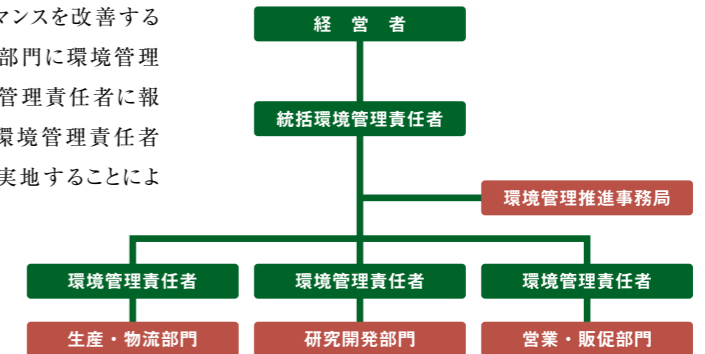 マンスを改善する
部門に環境管理
管理責任者に報
環境管理責任者
実地することによ
経営者
統括環境管理責任者
環境管理推進事務局
環境管理責任者
環境管理責任者
環境管理責任者
生産・物流部門
研究開発部門
営業・販促部門